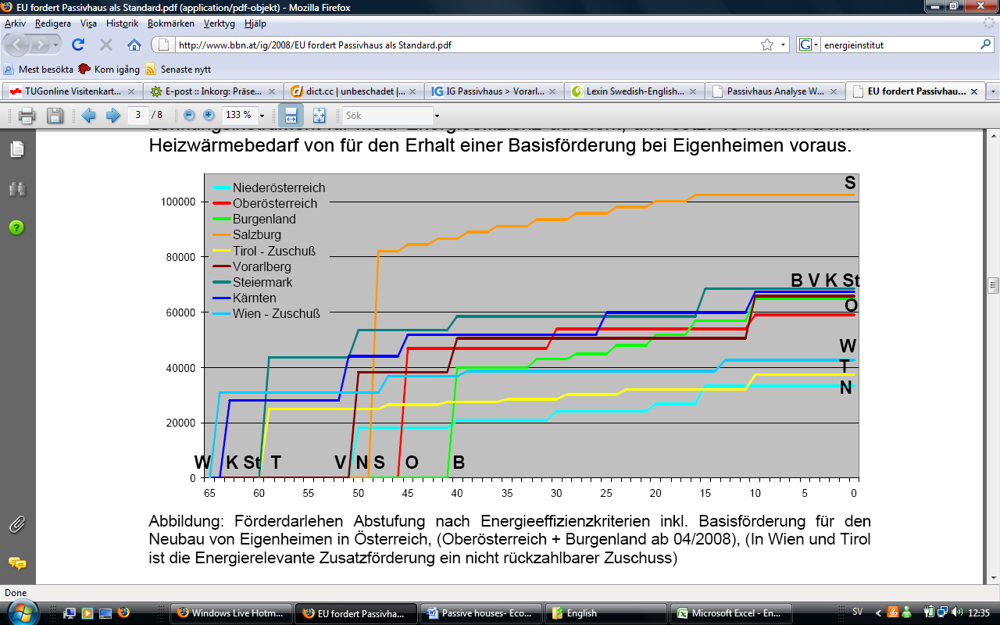 EU fordert Passivhaus als Standard.pdf (application/pdf-objekt) - Mozilla Firefox
Arkiv Redigera Visa Historik Bokmärken Verktyg Hjälp
http://www.bbn.at/ig/2008/EU fordert Passivhaus als Standard.pdf
energieinstitut
Mest besökta Kom igång Senaste nytt
TUGonline Visitenkart... E-post :: Inkorg: Präse... dict.cc | unbeschadet |... IG Passivhaus > Vorarl... Lexin Swedish-English... Passivhaus Analyse W... EU fordert Passivhau...
3 / 8 133 % Sök
Heizwärmebedarf von für den Erhalt einer Basisförderung bei Eigenheimen voraus.
S
Niederösterreich
Oberösterreich
100000
Burgenland
Salzburg
Tirol - Zuschuß
80000
Vorarlberg
B V K St
Steiermark
Kärnten
O
60000
Wien - Zuschuß
W
40000
T
N
20000
W K St T V N S O B
0
65 60 55 50 45 40 35 30 25 20 15 10 5 0
Abbildung: Förderdarlehen Abstufung nach Energieeffizienzkriterien inkl. Basisförderung für den
Neubau von Eigenheimen in Österreich, (Oberösterreich + Burgenland ab 04/2008), (In Wien und Tirol
ist die Energierelevante Zusatzförderung ein nicht rückzahlbarer Zuschuss)
Done
Windows Live Hotm... EU fordert Passivha... Passive houses- Eco... English Microsoft Excel - En... SV 12:35